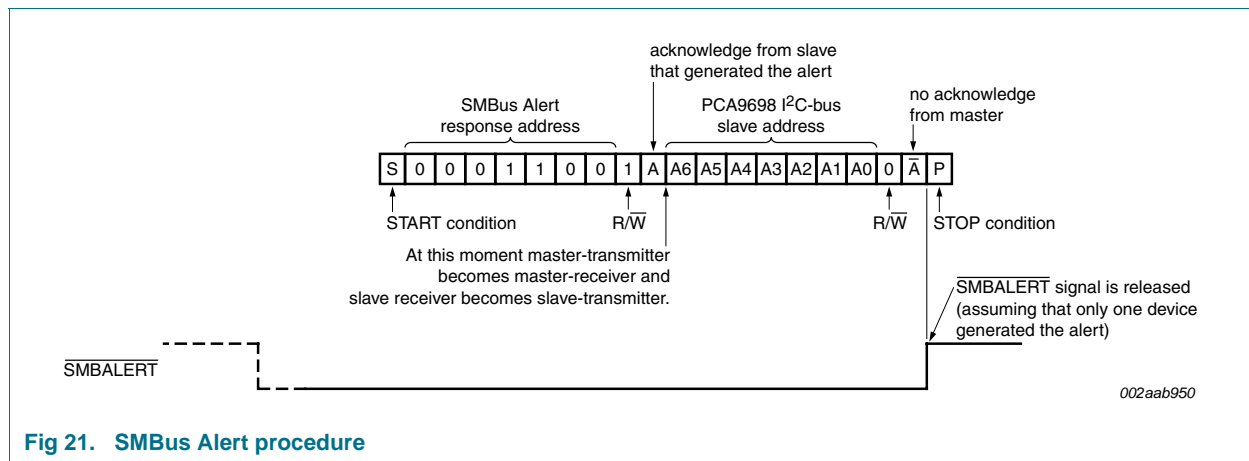 acknowledge from slave
that generated the alert
SMBus Alert
response address
PCA9698 I²C-bus
slave address
no acknowledge
from master
S 0 0 0 1 1 0 0 1 A A6 A5 A4 A3 A2 A1 A0 0 A̅ P
START condition
R/W̅
R/W̅
STOP condition
At this moment master-transmitter
becomes master-receiver and
slave receiver becomes slave-transmitter.
S̅M̅B̅A̅L̅E̅R̅T̅ signal is released
(assuming that only one device
generated the alert)
S̅M̅B̅A̅L̅E̅R̅T̅
002aab950
Fig 21. SMBus Alert procedure